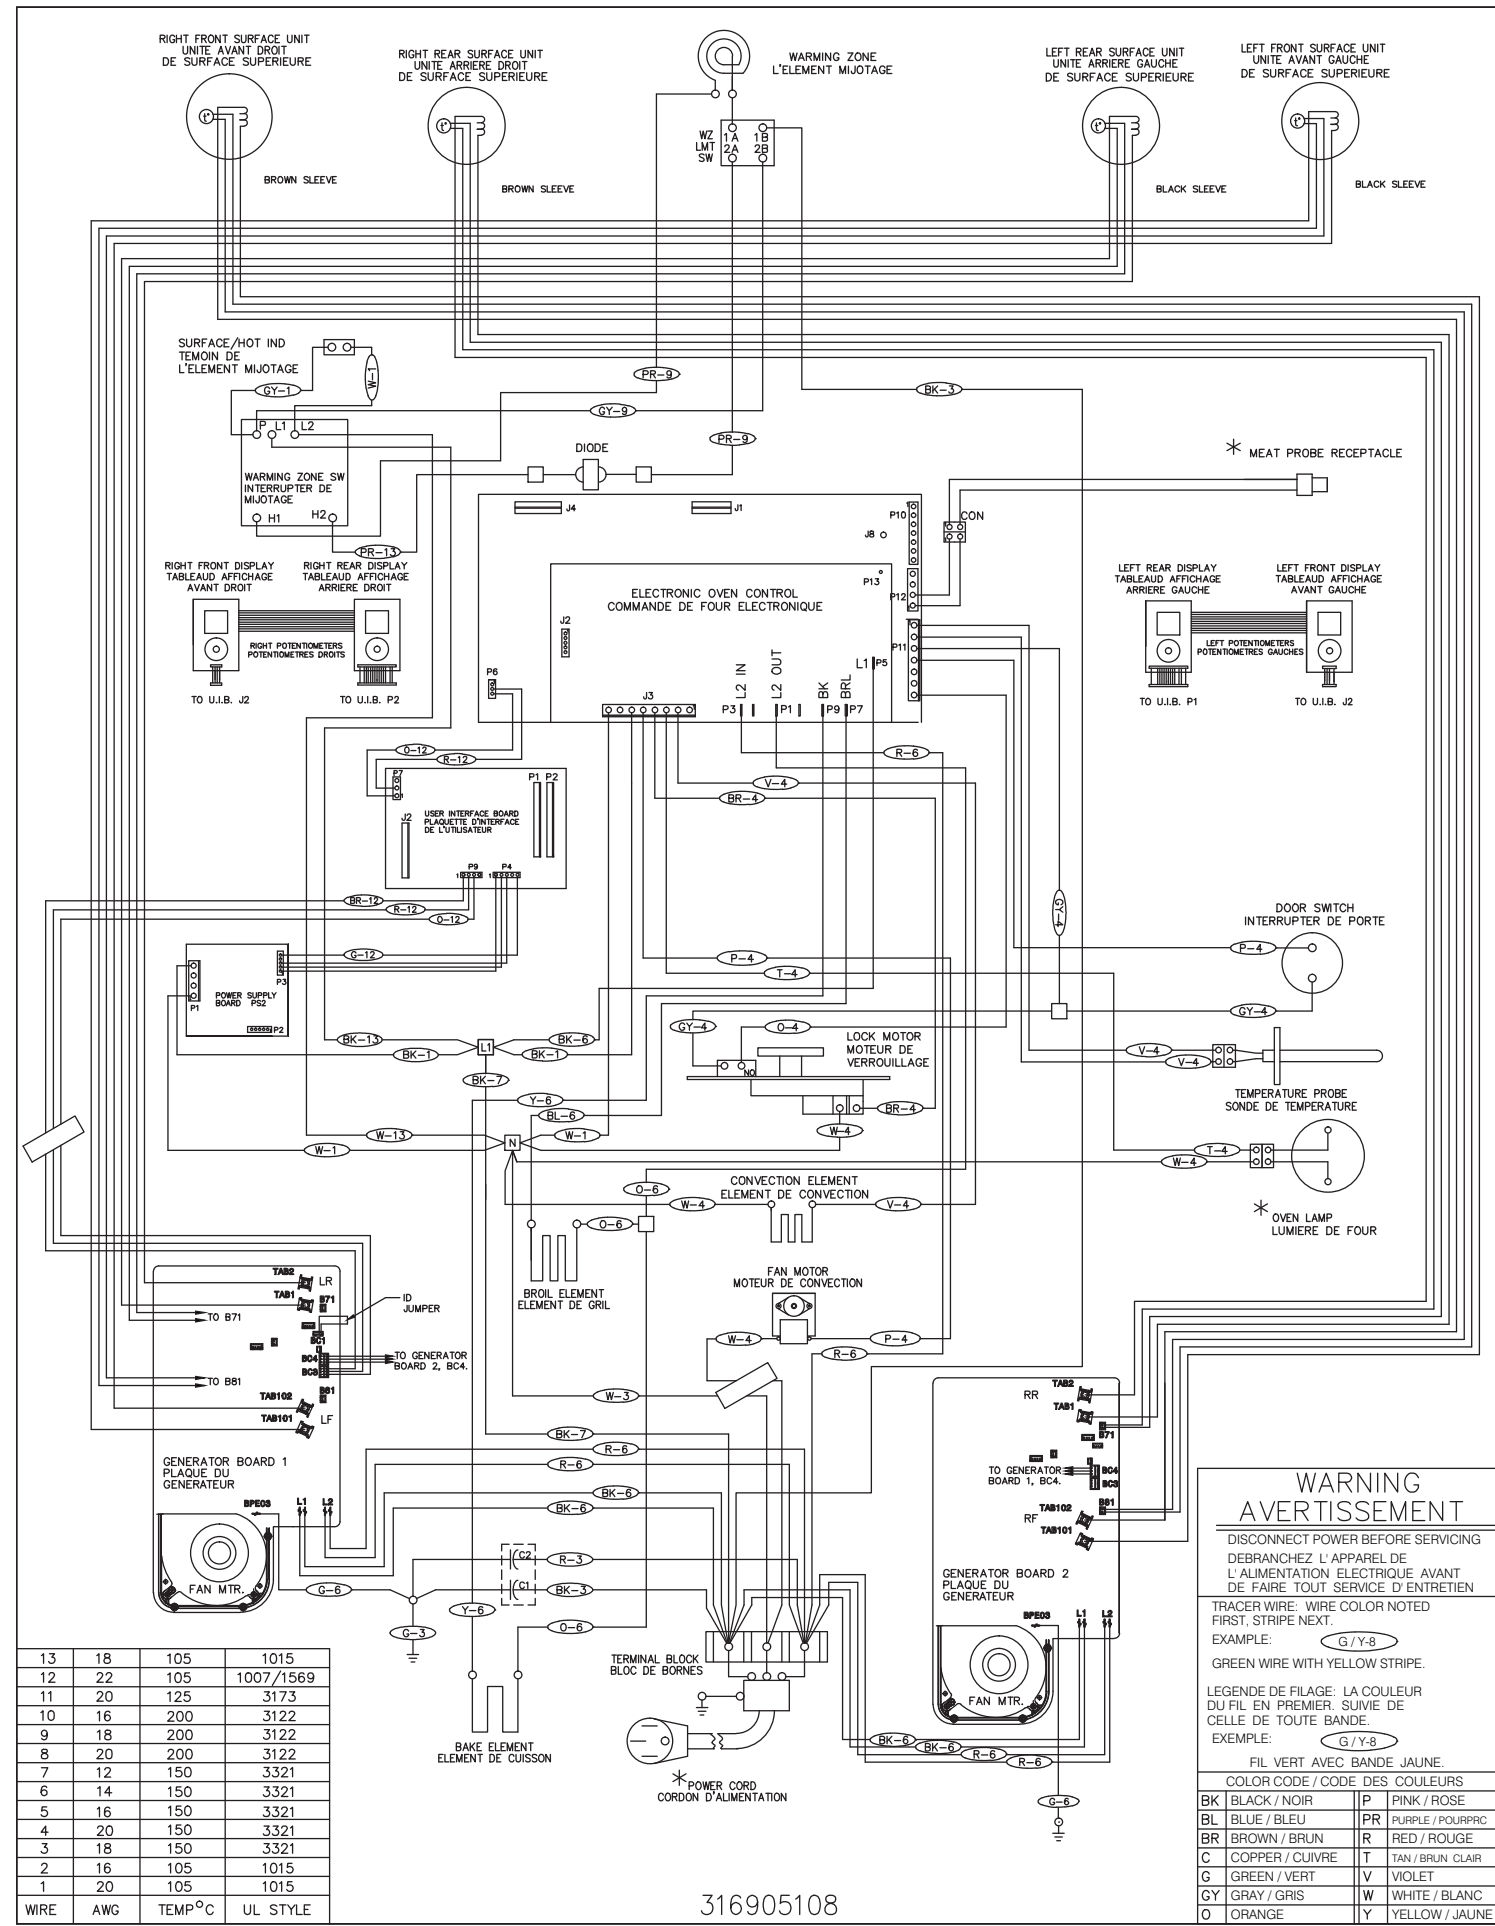 RIGHT FRONT SURFACE UNIT
UNITE AVANT DROIT
DE SURFACE SUPERIEURE
RIGHT REAR SURFACE UNIT
UNITE ARRIERE DROIT
DE SURFACE SUPERIEURE
WARMING ZONE
L'ELEMENT MIJOTAGE
LEFT REAR SURFACE UNIT
UNITE ARRIERE GAUCHE
DE SURFACE SUPERIEURE
LEFT FRONT SURFACE UNIT
UNITE AVANT GAUCHE
DE SURFACE SUPERIEURE
t°
t°
t°
t°
WZ
LMT
SW
1A 1B
2A 2B
BROWN SLEEVE
BROWN SLEEVE
BLACK SLEEVE
BLACK SLEEVE
SURFACE/HOT IND
TEMOIN DE
L'ELEMENT MIJOTAGE
W-1
GY-1
PR-9
GY-9
BK-3
PR-9
P L1 L2
WARMING ZONE SW
INTERRUPTER DE
MIJOTAGE
H1 H2
PR-13
DIODE
* MEAT PROBE RECEPTACLE
J4
J1
P10
J8
CON
P13
P12
P11
ELECTRONIC OVEN CONTROL
COMMANDE DE FOUR ELECTRONIQUE
J2
L1 P5
P6
J3
L2 IN
L2 OUT
BK
BRL
P3
P1
P9 P7
RIGHT FRONT DISPLAY
TABLEAUD AFFICHAGE
AVANT DROIT
RIGHT REAR DISPLAY
TABLEAUD AFFICHAGE
ARRIERE DROIT
RIGHT POTENTIOMETERS
POTENTIOMETRES DROITS
TO U.I.B. J2
TO U.I.B. P2
LEFT REAR DISPLAY
TABLEAUD AFFICHAGE
ARRIERE GAUCHE
LEFT FRONT DISPLAY
TABLEAUD AFFICHAGE
AVANT GAUCHE
LEFT POTENTIOMETERS
POTENTIOMETRES GAUCHES
TO U.I.B. P1
TO U.I.B. J2
O-12
R-12
R-6
V-4
BR-4
P7
1
P1 P2
J2
USER INTERFACE BOARD
PLAQUETTE D'INTERFACE
DE L'UTILISATEUR
P9
P4
1
1
BR-12
R-12
O-12
G-12
P3
P1
POWER SUPPLY
BOARD PS2
P2
GY-4
P-4
T-4
DOOR SWITCH
INTERRUPTER DE PORTE
P-4
GY-4
BK-13
BK-1
L1
BK-6
BK-1
BK-7
GY-4
O-4
NO
LOCK MOTOR
MOTEUR DE
VERROUILLAGE
BR-4
W-4
V-4
V-4
TEMPERATURE PROBE
SONDE DE TEMPERATURE
Y-6
BL-6
W-13
W-1
N
W-1
T-4
W-4
* OVEN LAMP
LUMIERE DE FOUR
O-6
W-4
CONVECTION ELEMENT
ELEMENT DE CONVECTION
V-4
O-6
BROIL ELEMENT
ELEMENT DE GRIL
FAN MOTOR
MOTEUR DE CONVECTION
W-4
P-4
R-6
TAB2
LR
TAB1
B71
ID
JUMPER
TO B71
BC1
BC4
BC3
TO GENERATOR
BOARD 2, BC4.
TO B81
B81
TAB102
TAB101
LF
GENERATOR BOARD 1
PLAQUE DU
GENERATEUR
BPE03
L1 L2
FAN MTR.
W-3
BK-7
R-6
R-6
BK-6
BK-6
C2
R-3
C1
BK-3
G-6
G-3
Y-6
O-6
TERMINAL BLOCK
BLOC DE BORNES
BAKE ELEMENT
ELEMENT DE CUISSON
* POWER CORD
CORDON D'ALIMENTATION
RR
TAB2
TAB1
B71
TO GENERATOR
BOARD 1, BC4.
BC4
BC3
B81
TAB102
RF
TAB101
GENERATOR BOARD 2
PLAQUE DU
GENERATEUR
BPE03
L1 L2
FAN MTR.
BK-6
BK-6
R-6
R-6
G-6
13 18 105 1015
12 22 105 1007/1569
11 20 125 3173
10 16 200 3122
9 18 200 3122
8 20 200 3122
7 12 150 3321
6 14 150 3321
5 16 150 3321
4 20 150 3321
3 18 150 3321
2 16 105 1015
1 20 105 1015
WIRE AWG TEMP°C UL STYLE
316905108
WARNING
AVERTISSEMENT
DISCONNECT POWER BEFORE SERVICING
DEBRANCHEZ L' APPAREL DE
L' ALIMENTATION ELECTRIQUE AVANT
DE FAIRE TOUT SERVICE D' ENTRETIEN
TRACER WIRE: WIRE COLOR NOTED
FIRST, STRIPE NEXT.
EXAMPLE: G / Y-8
GREEN WIRE WITH YELLOW STRIPE.
LEGENDE DE FILAGE: LA COULEUR
DU FIL EN PREMIER. SUIVIE DE
CELLE DE TOUTE BANDE.
EXEMPLE: G / Y-8
FIL VERT AVEC BANDE JAUNE.
COLOR CODE / CODE DES COULEURS
BK BLACK / NOIR P PINK / ROSE
BL BLUE / BLEU PR PURPLE / POURPRC
BR BROWN / BRUN R RED / ROUGE
C COPPER / CUIVRE T TAN / BRUN CLAIR
G GREEN / VERT V VIOLET
GY GRAY / GRIS W WHITE / BLANC
O ORANGE Y YELLOW / JAUNE